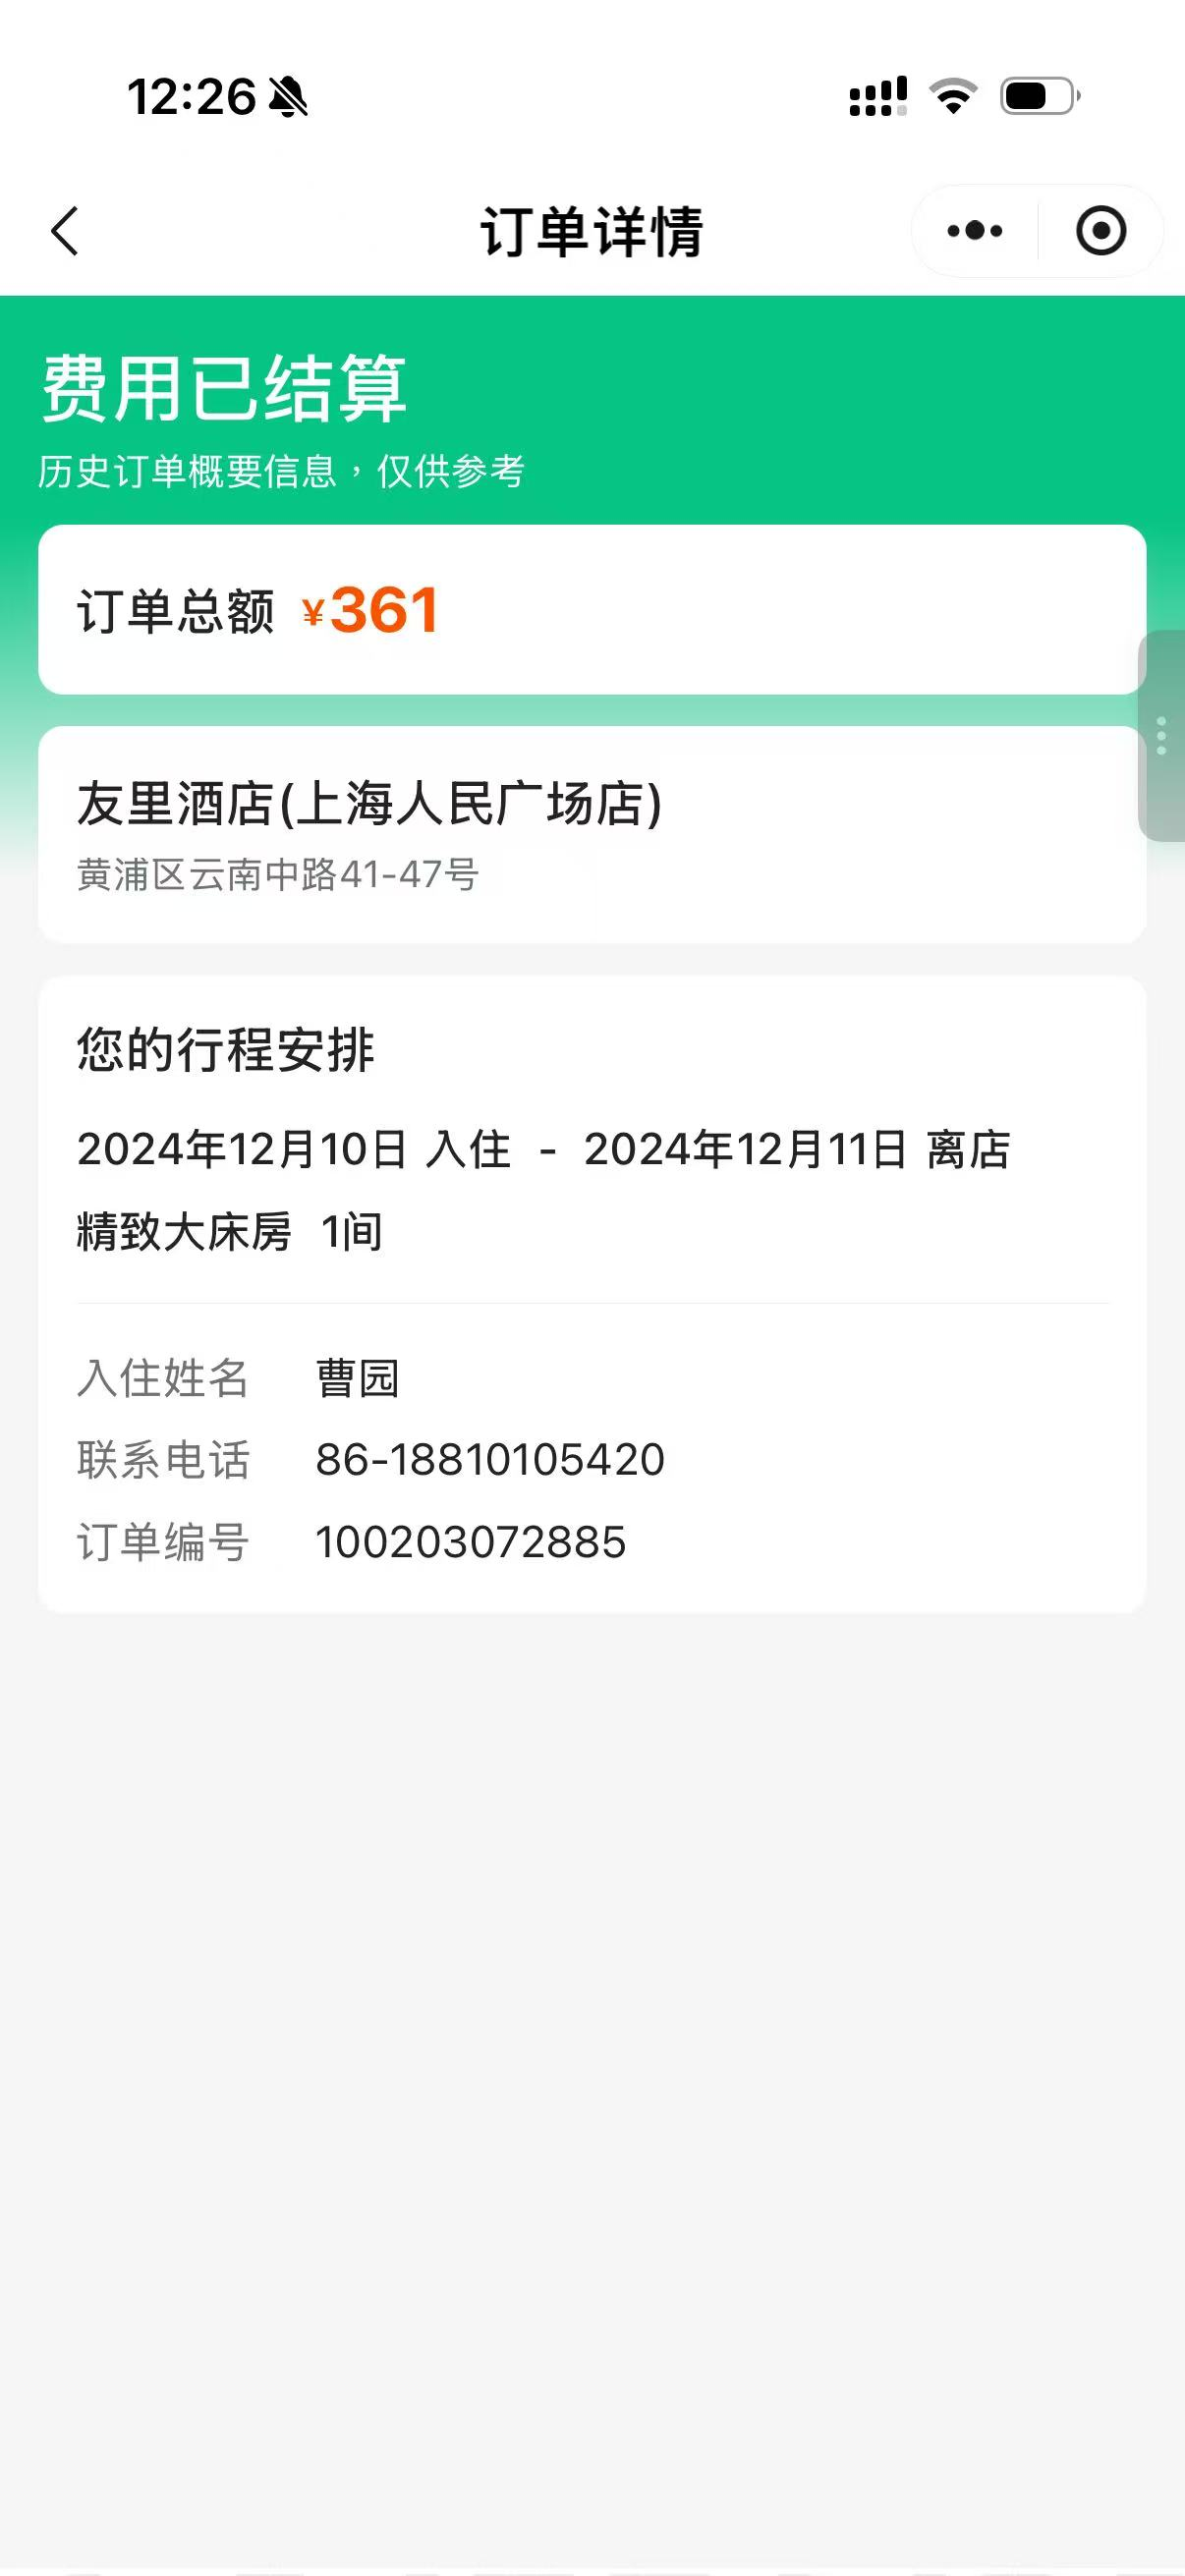 12:26
订单详情
费用已结算
历史订单概要信息，仅供参考
订单总额 ¥361
友里酒店(上海人民广场店)
黄浦区云南中路41-47号
您的行程安排
2024年12月10日 入住 - 2024年12月11日 离店
精致大床房 1间
入住姓名 曹园
联系电话 86-18810105420
订单编号 100203072885